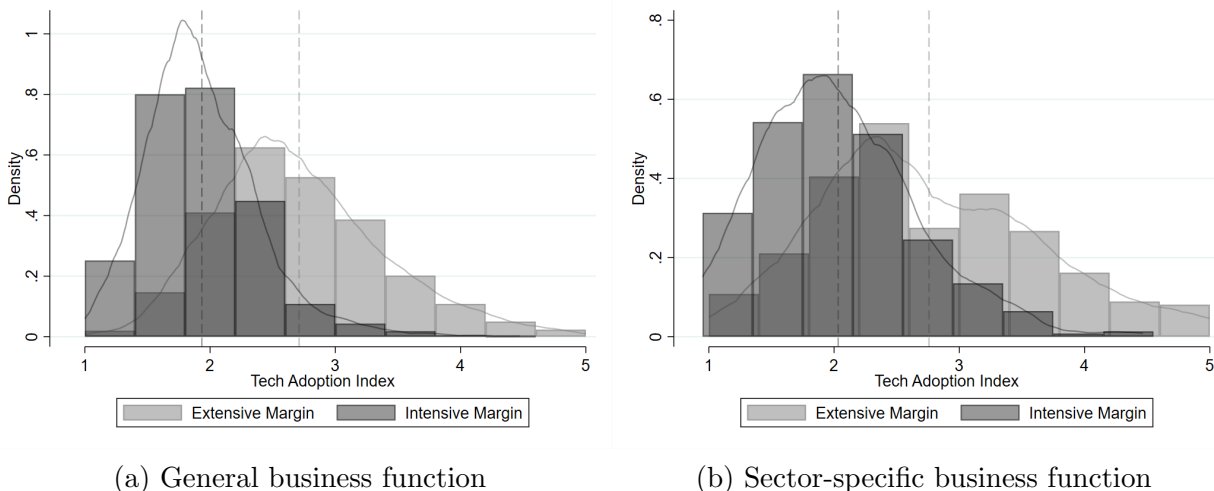 Density
1
.8
.6
.4
.2
0
1 2 3 4 5
Tech Adoption Index
Extensive Margin Intensive Margin
(a) General business function
Density
.8
.6
.4
.2
0
1 2 3 4 5
Tech Adoption Index
Extensive Margin Intensive Margin
(b) Sector-specific business function